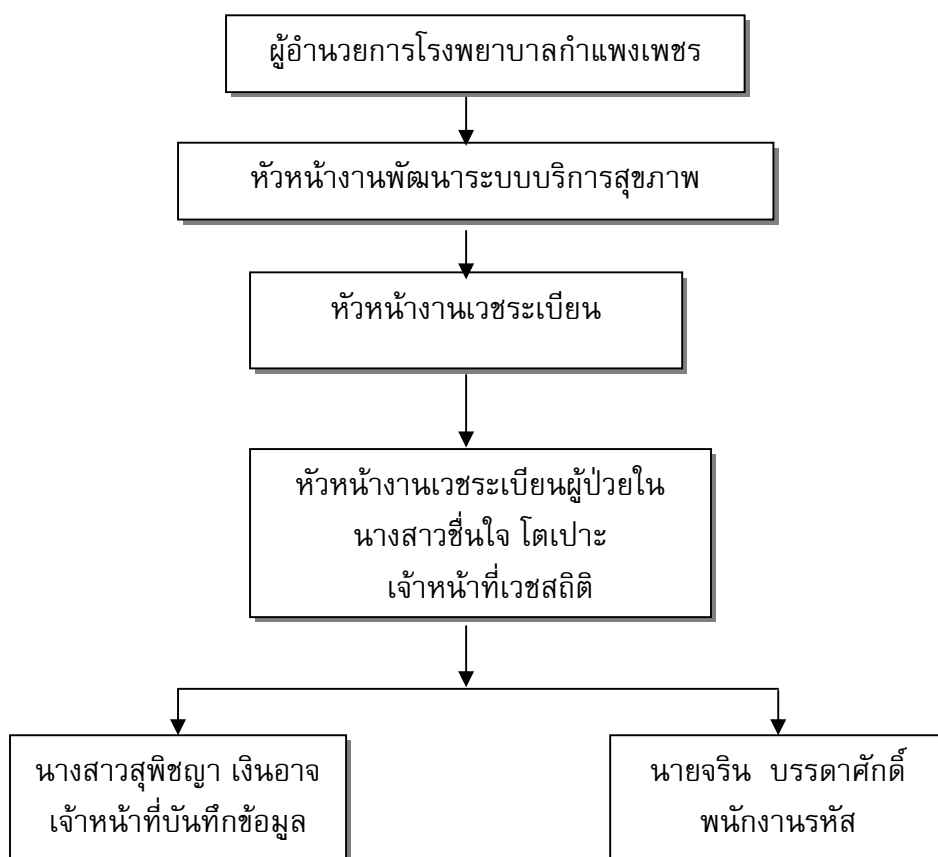 ผู้อำนวยการโรงพยาบาลกำแพงเพชร
หัวหน้างานพัฒนาระบบบริการสุขภาพ
หัวหน้างานเวชระเบียน
หัวหน้างานเวชระเบียนผู้ป่วยใน
นางสาวชื่นใจ โตเปาะ
เจ้าหน้าที่เวชสถิติ
นางสาวสุพิชญา เงินอาจ
เจ้าหน้าที่บันทึกข้อมูล
นายจริน บรรดาศักดิ์
พนักงานรหัส